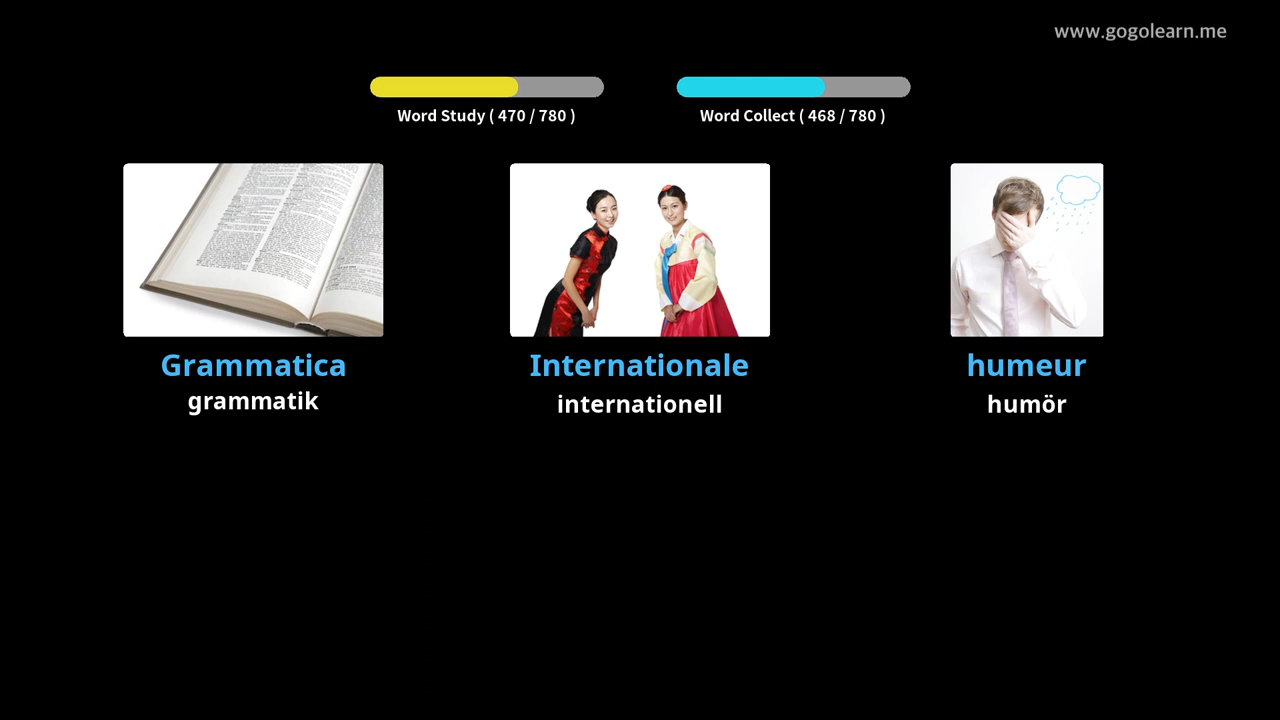 www.gogolearn.me
Word Study ( 470 / 780 )
Word Collect ( 468 / 780 )
Grammatica
grammatik
Internationale
internationell
humeur
humör